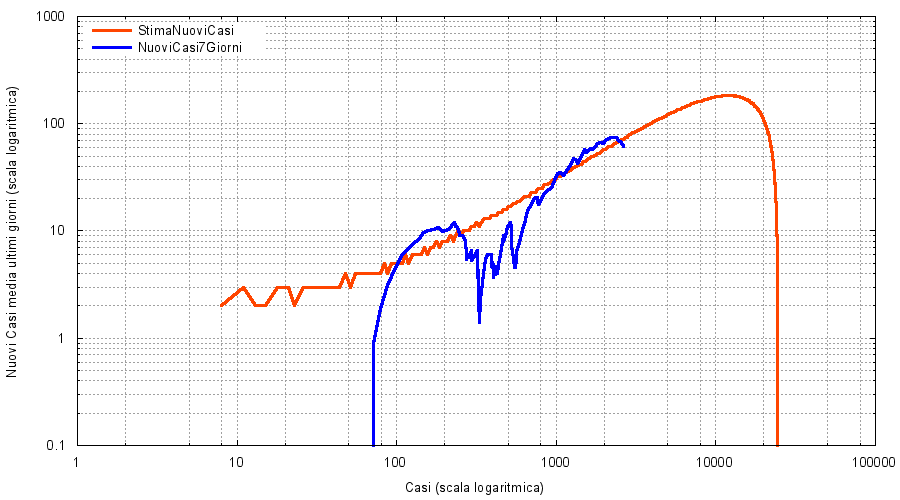 1000
StimaNuoviCasi
NuoviCasi7Giorni
100
10
1
0.1
Nuovi Casi media ultimi giorni (scala logaritmica)
1 10 100 1000 10000 100000
Casi (scala logaritmica)